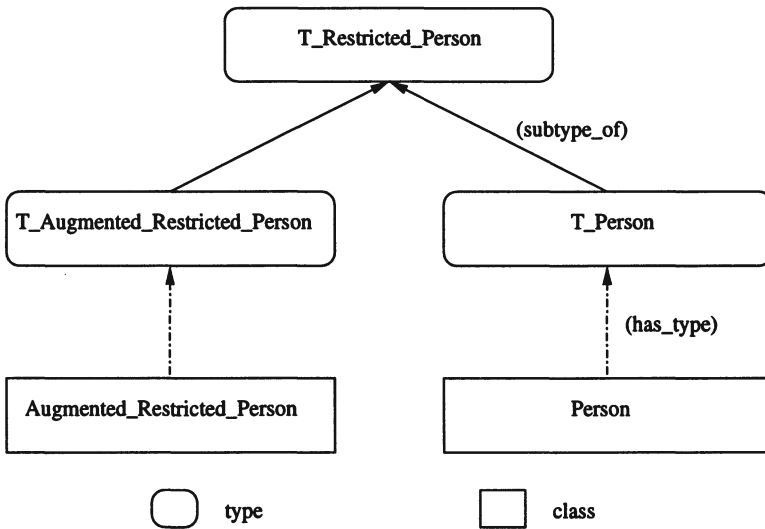 T_Restricted_Person
(subtype_of)
T_Augmented_Restricted_Person
T_Person
(has_type)
Augmented_Restricted_Person
Person
type
class